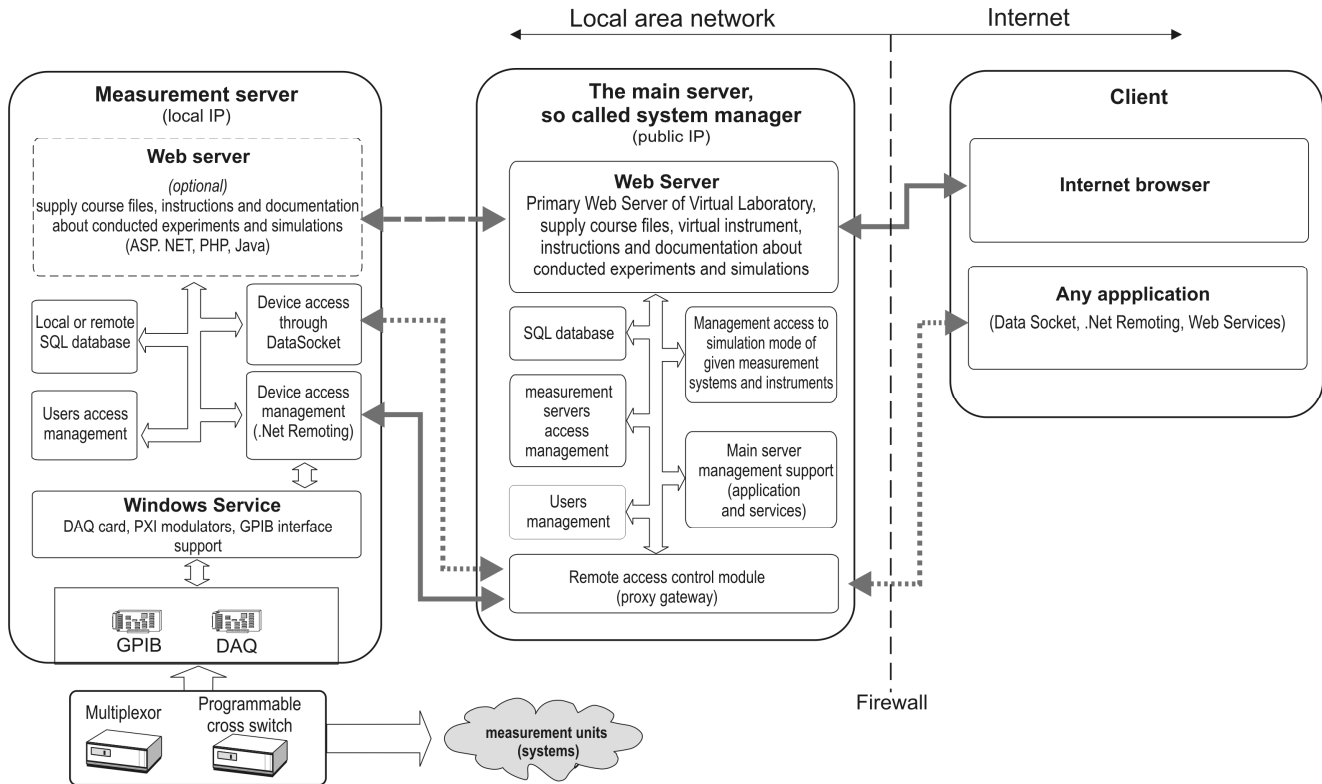 Local area network
Internet
Measurement server
(local IP)
Web server
(optional)
supply course files, instructions and documentation
about conducted experiments and simulations
(ASP. NET, PHP, Java)
Local or remote
SQL database
Device access
through
DataSocket
Users access
management
Device access
management
(.Net Remoting)
Windows Service
DAQ card, PXI modulators, GPIB interface
support
GPIB
DAQ
Multiplexor
Programmable
cross switch
measurement units
(systems)
The main server,
so called system manager
(public IP)
Web Server
Primary Web Server of Virtual Laboratory,
supply course files, virtual instrument,
instructions and documentation about
conducted experiments and simulations
SQL database
Management access to
simulation mode of
given measurement
systems and instruments
measurement
servers
access
management
Main server
management support
(application
and services)
Users
management
Remote access control module
(proxy gateway)
Firewall
Client
Internet browser
Any appplication
(Data Socket, .Net Remoting, Web Services)